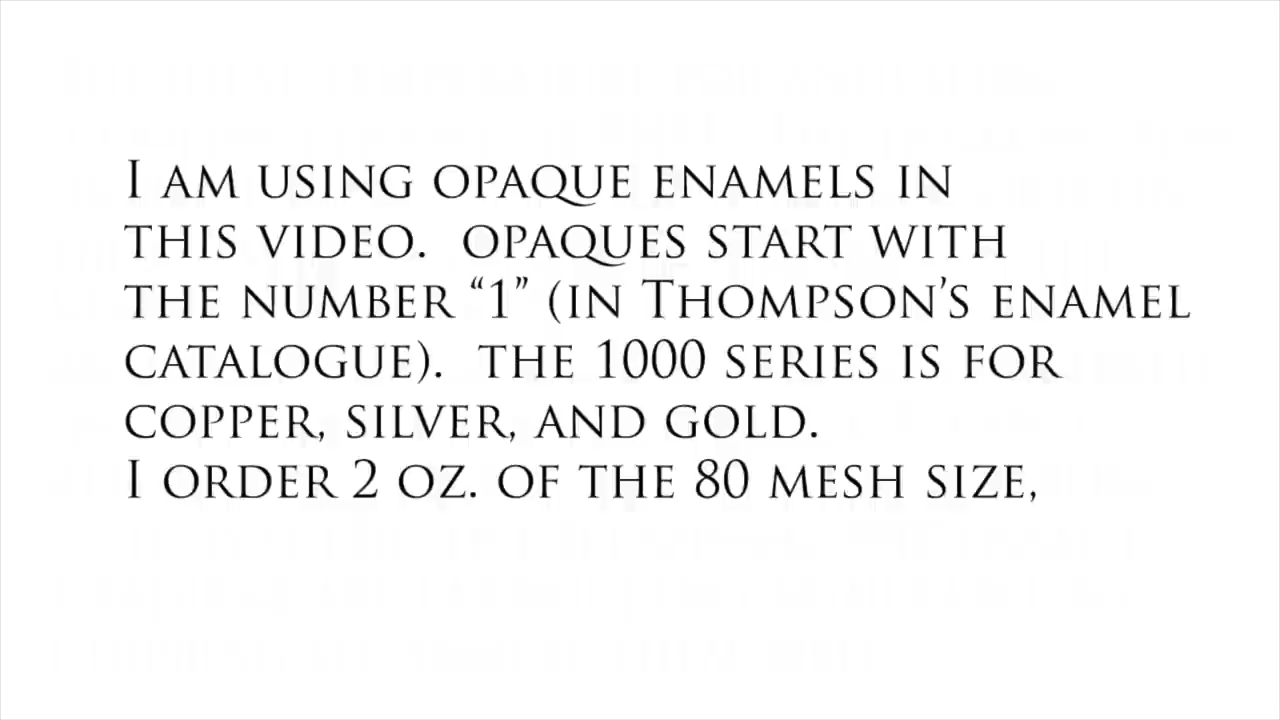 I AM USING OPAQUE ENAMELS IN
THIS VIDEO. OPAQUES START WITH
THE NUMBER “1” (IN THOMPSON’S ENAMEL
CATALOGUE). THE 1000 SERIES IS FOR
COPPER, SILVER, AND GOLD.
I ORDER 2 OZ. OF THE 80 MESH SIZE,